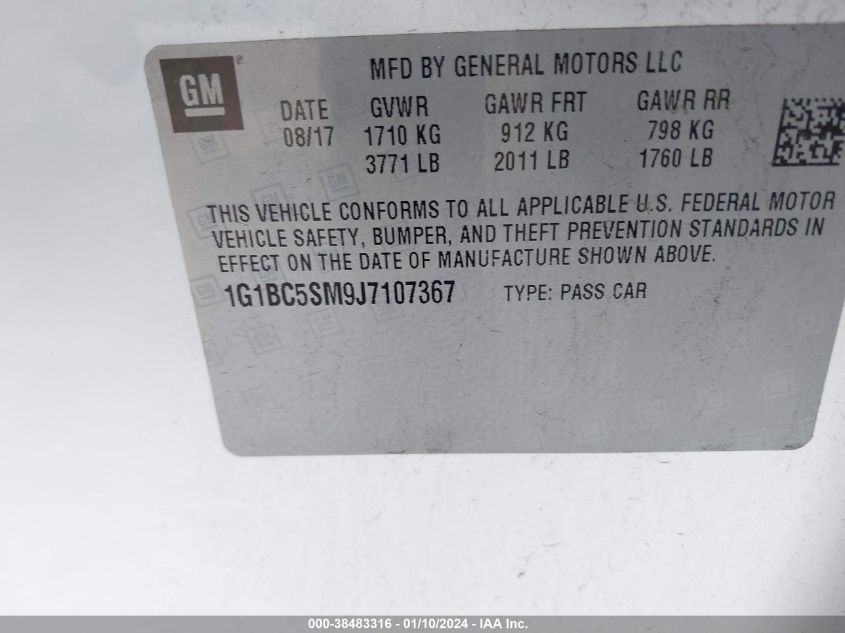 GM
MFD BY GENERAL MOTORS LLC
DATE GVWR GAWR FRT GAWR RR
08/17 1710 KG 912 KG 798 KG
3771 LB 2011 LB 1760 LB
THIS VEHICLE CONFORMS TO ALL APPLICABLE U.S. FEDERAL MOTOR
VEHICLE SAFETY, BUMPER, AND THEFT PREVENTION STANDARDS IN
EFFECT ON THE DATE OF MANUFACTURE SHOWN ABOVE.
1G1BC5SM9J7107367 TYPE: PASS CAR
000-38483316 - 01/10/2024 - IAA Inc.